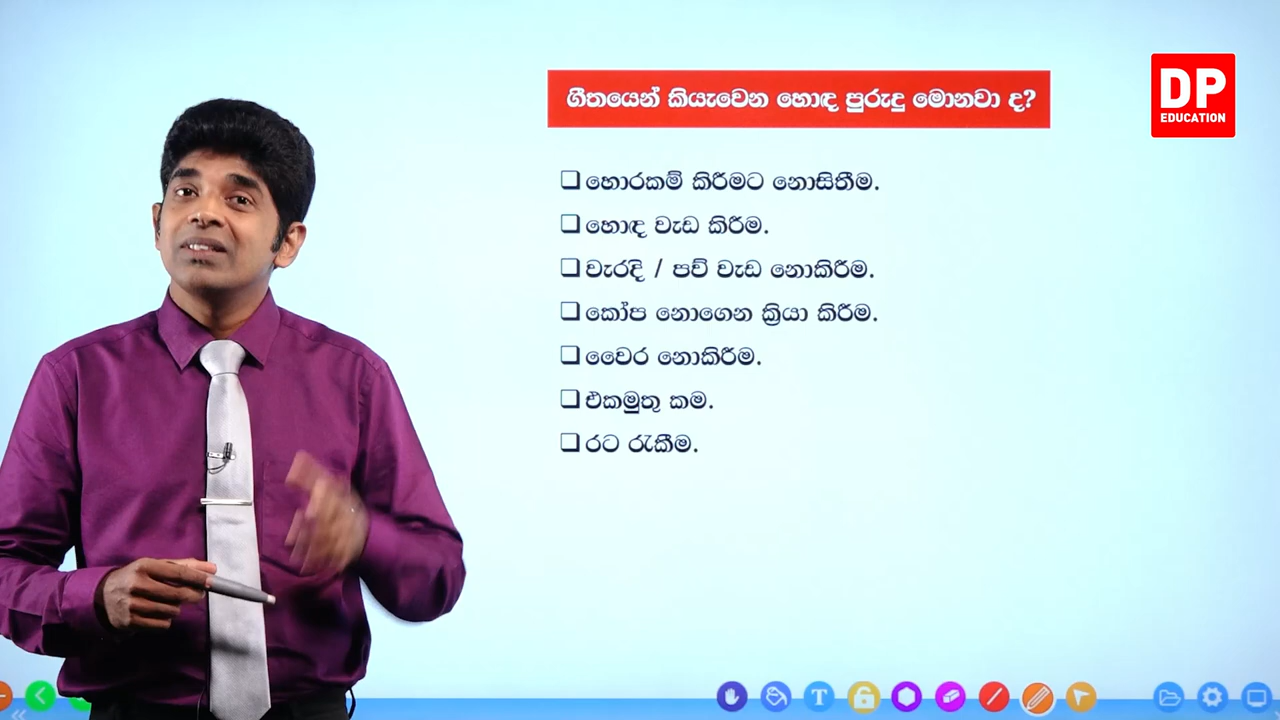 ගීතයෙන් කියැවෙන හොඳ පුරුදු මොනවා ද?
DP
EDUCATION
හොරකම් කිරීමට නොසිතීම.
හොඳ වැඩ කිරීම.
වැරදි / පව් වැඩ නොකිරීම.
කෝප නොගෙන ක්‍රියා කිරීම.
වෛර නොකිරීම.
එකමුතු කම.
රට රැකීම.